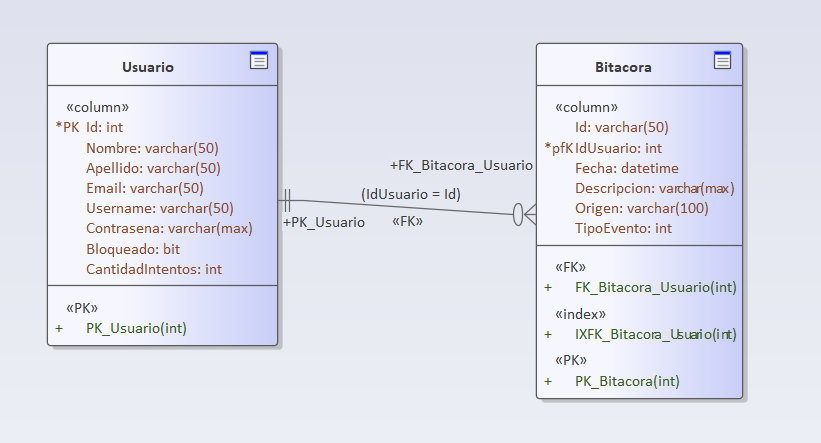 Usuario
«column»
*PK Id: int
Nombre: varchar(50)
Apellido: varchar(50)
Email: varchar(50)
Username: varchar(50)
Contrasena: varchar(max)
Bloqueado: bit
CantidadIntentos: int
«PK»
+ PK_Usuario(int)
+FK_Bitacora_Usuario
(IdUsuario = Id)
+PK_Usuario «FK»
Bitacora
«column»
Id: varchar(50)
*pfK IdUsuario: int
Fecha: datetime
Descripcion: varchar(max)
Origen: varchar(100)
TipoEvento: int
«FK»
+ FK_Bitacora_Usuario(int)
«index»
+ IXFK_Bitacora_Usuario(int)
«PK»
+ PK_Bitacora(int)